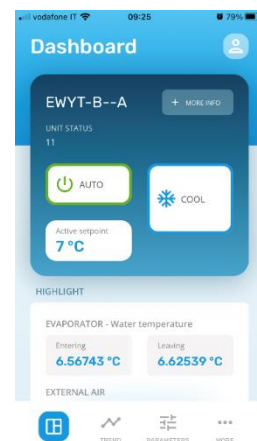 vodafone IT 09:25 79%
Dashboard
EWYT-B--A
+ MORE INFO
UNIT STATUS
11
AUTO
COOL
Active setpoint
7 °C
HIGHLIGHT
EVAPORATOR - Water temperature
Entering Leaving
6.56743 °C 6.62539 °C
EXTERNAL AIR
TREND PARAMETERS MORE